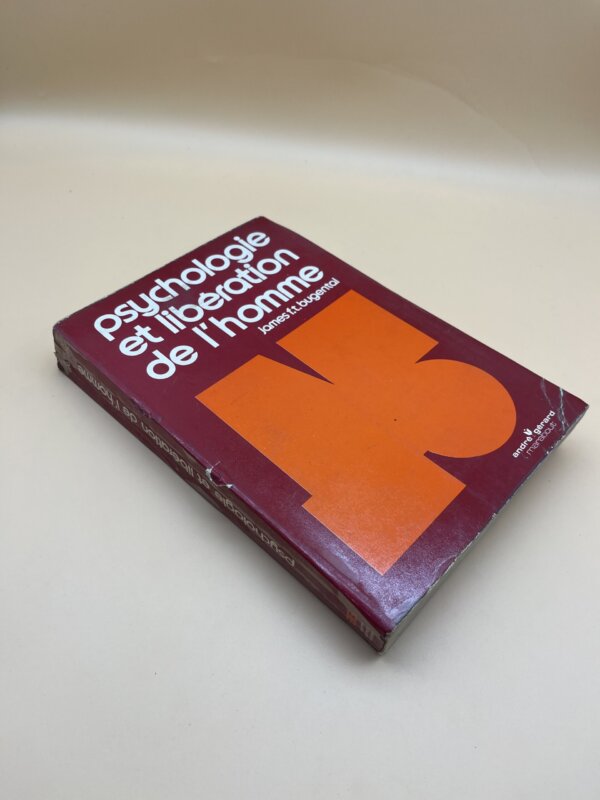 psychologie
et libération
de l'homme
james f.t. bugental
andré gérard
marabout
psychologie et libération de l'homme